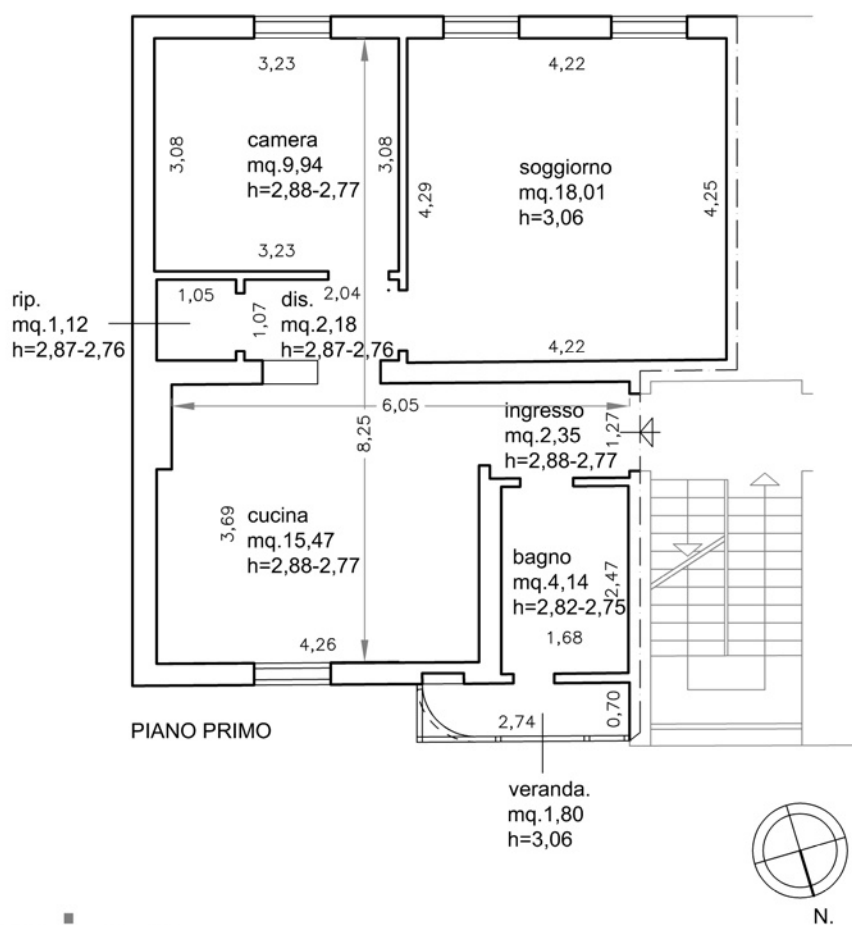 3,23
4,22
3,08
camera
mq.9,94
h=2,88-2,77
3,08
soggiorno
mq.18,01
h=3,06
4,29
4,25
3,23
1,05
2,04
rip.
mq.1,12
h=2,87-2,76
1,07
dis.
mq.2,18
h=2,87-2,76
4,22
6,05
8,25
ingresso
mq.2,35
h=2,88-2,77
1,27
3,69
cucina
mq.15,47
h=2,88-2,77
bagno
mq.4,14
h=2,82-2,75
2,47
1,68
4,26
2,74
0,70
PIANO PRIMO
veranda.
mq.1,80
h=3,06
N.